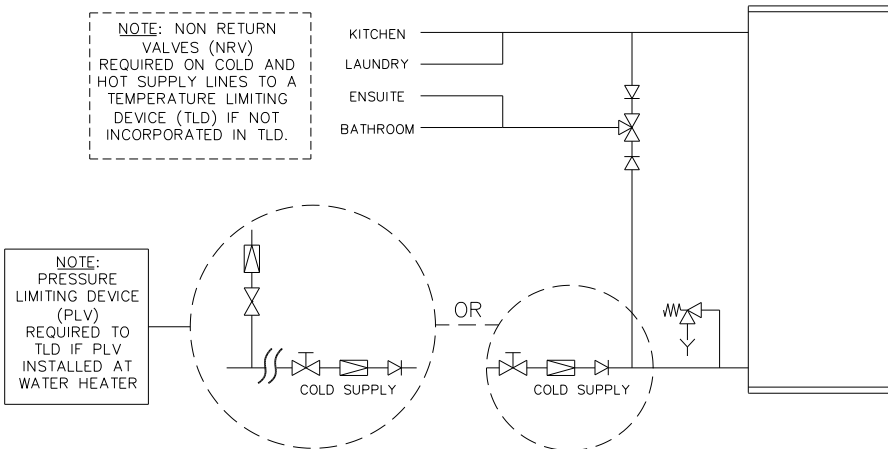 NOTE: NON RETURN
VALVES (NRV)
REQUIRED ON COLD AND
HOT SUPPLY LINES TO A
TEMPERATURE LIMITING
DEVICE (TLD) IF NOT
INCORPORATED IN TLD.
KITCHEN
LAUNDRY
ENSUITE
BATHROOM
NOTE:
PRESSURE
LIMITING DEVICE
(PLV)
REQUIRED TO
TLD IF PLV
INSTALLED AT
WATER HEATER
OR
COLD SUPPLY
COLD SUPPLY